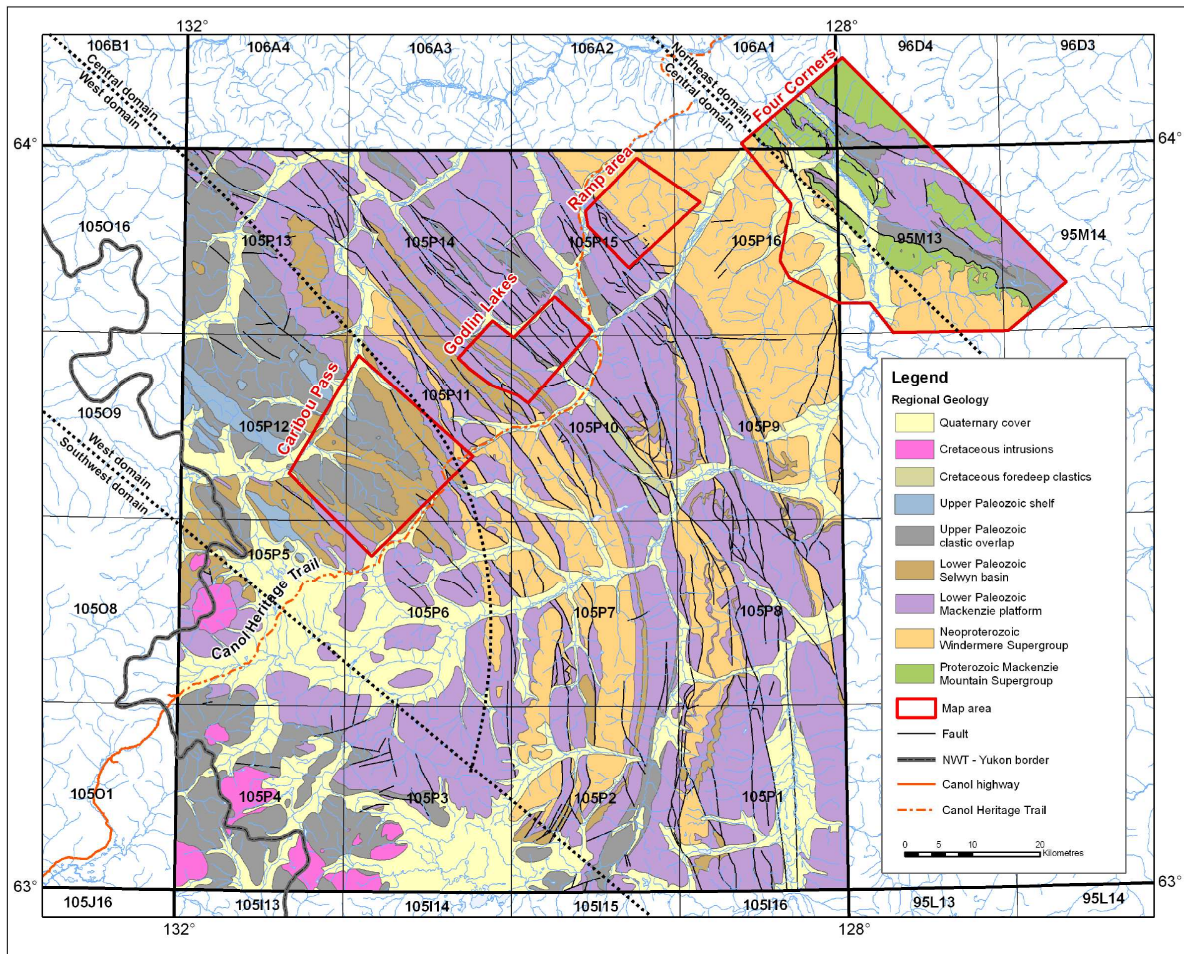 132°
128°
106B1
106A4
106A3
106A2
106A1
96D4
96D3
Central domain
West domain
Northeast domain
Central domain
Four Corners
64°
64°
Ramp area
105O16
105P13
105P14
105P15
105P16
95M13
95M14
Godlin Lakes
Caribou Pass
105O9
105P12
105P11
105P10
105P9
West domain
Southwest domain
105P5
Canol Heritage Trail
105O8
105P6
105P7
105P8
105O1
105P4
105P3
105P2
105P1
Legend
Regional Geology
Quaternary cover
Cretaceous intrusions
Cretaceous foredeep clastics
Upper Paleozoic shelf
Upper Paleozoic
clastic overlap
Lower Paleozoic
Selwyn basin
Lower Paleozoic
Mackenzie platform
Neoproterozoic
Windermere Supergroup
Proterozoic Mackenzie
Mountain Supergroup
Map area
Fault
NWT - Yukon border
Canol highway
Canol Heritage Trail
0 5 10 20
Kilometres
63°
63°
105J16
105I13
105I14
105I15
105I16
95L13
95L14
132°
128°